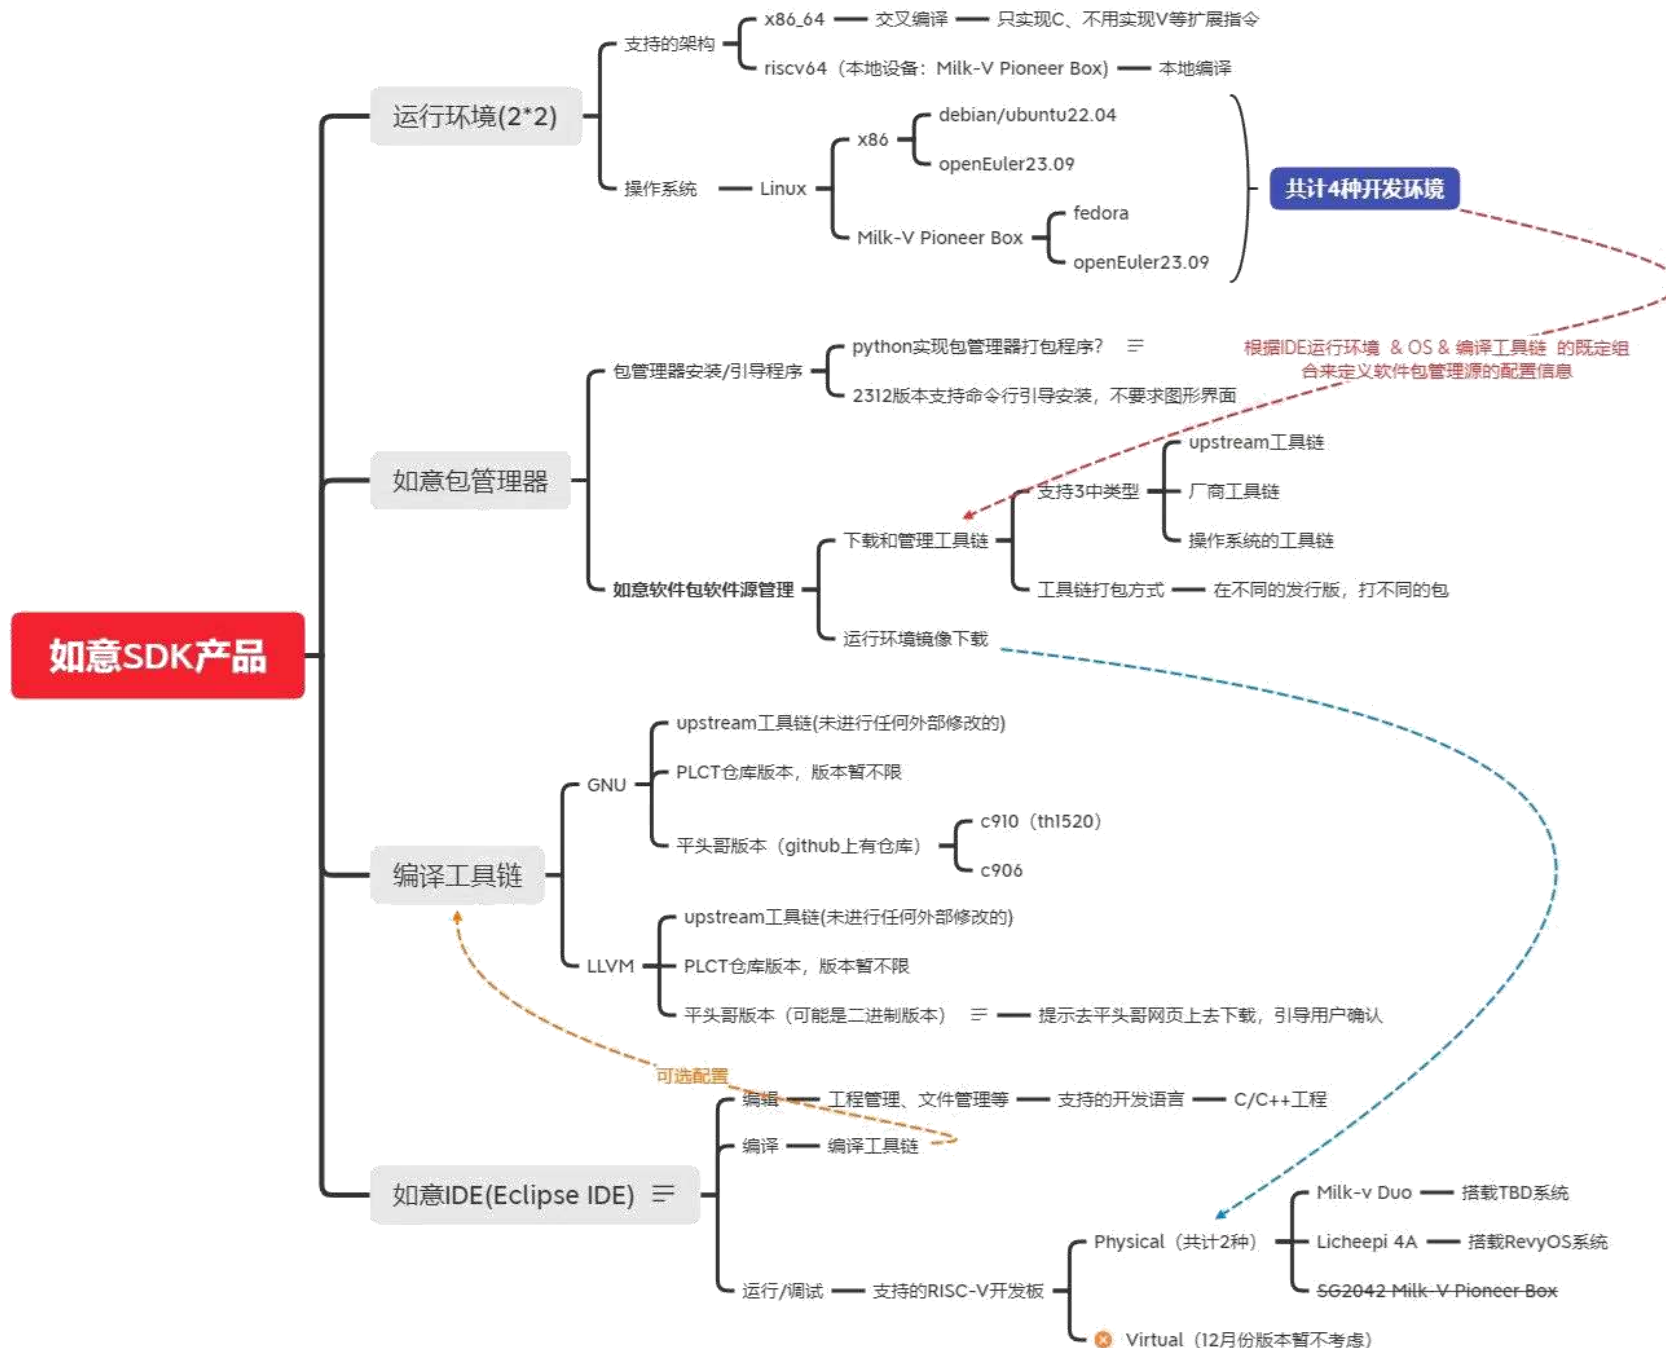 如意SDK产品
运行环境(2*2)
支持的架构
x86_64
交叉编译
只实现C、不用实现V等扩展指令
riscv64（本地设备：Milk-V Pioneer Box)
本地编译
操作系统
Linux
x86
debian/ubuntu22.04
openEuler23.09
Milk-V Pioneer Box
fedora
openEuler23.09
共计4种开发环境
根据IDE运行环境 & OS & 编译工具链 的既定组
合来定义软件包管理源的配置信息
如意包管理器
包管理器安装/引导程序
python实现包管理器打包程序？
2312版本支持命令行引导安装，不要求图形界面
如意软件包软件源管理
下载和管理工具链
支持3中类型
upstream工具链
厂商工具链
操作系统的工具链
工具链打包方式
在不同的发行版，打不同的包
运行环境镜像下载
编译工具链
GNU
upstream工具链(未进行任何外部修改的)
PLCT仓库版本，版本暂不限
平头哥版本（github上有仓库）
c910（th1520）
c906
LLVM
upstream工具链(未进行任何外部修改的)
PLCT仓库版本，版本暂不限
平头哥版本（可能是二进制版本）
提示去平头哥网页上去下载，引导用户确认
可选配置
如意IDE(Eclipse IDE)
编辑
工程管理、文件管理等
支持的开发语言
C/C++工程
编译
编译工具链
运行/调试
支持的RISC-V开发板
Physical（共计2种）
Milk-v Duo
搭载TBD系统
Licheepi 4A
搭载RevyOS系统
SG2042 Milk-V Pioneer Box
Virtual（12月份版本暂不考虑）